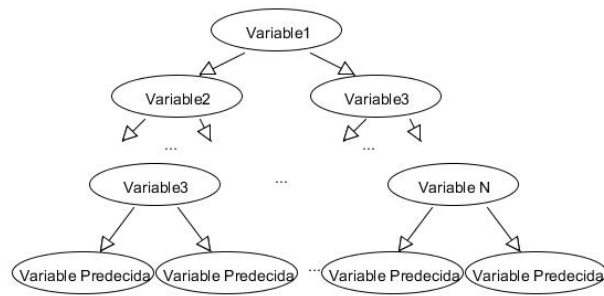 Variable1
Variable2 Variable3
... ...
Variable3 ... Variable N
Variable Predecida Variable Predecida ... Variable Predecida Variable Predecida